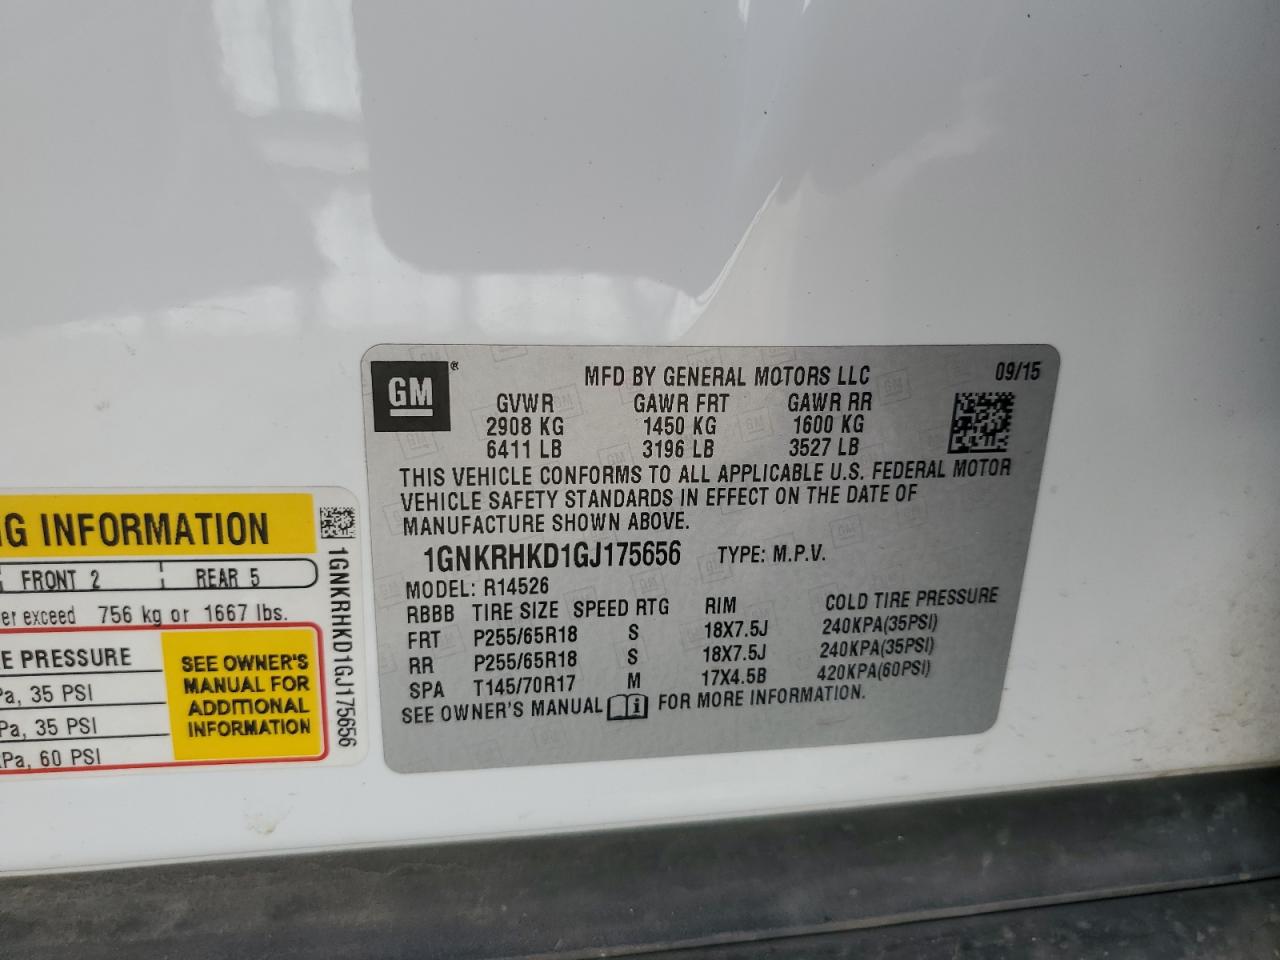 GM ®
MFD BY GENERAL MOTORS LLC 09/15
GVWR GAWR FRT GAWR RR
2908 KG 1450 KG 1600 KG
6411 LB 3196 LB 3527 LB
THIS VEHICLE CONFORMS TO ALL APPLICABLE U.S. FEDERAL MOTOR
VEHICLE SAFETY STANDARDS IN EFFECT ON THE DATE OF
MANUFACTURE SHOWN ABOVE.
1GNKRHKD1GJ175656 TYPE: M.P.V.
MODEL: R14526
RBBB TIRE SIZE SPEED RTG RIM COLD TIRE PRESSURE
FRT P255/65R18 S 18X7.5J 240KPA(35PSI)
RR P255/65R18 S 18X7.5J 240KPA(35PSI)
SPA T145/70R17 M 17X4.5B 420KPA(60PSI)
SEE OWNER'S MANUAL i FOR MORE INFORMATION.
G INFORMATION
FRONT 2 REAR 5
er exceed 756 kg or 1667 lbs.
E PRESSURE
Pa, 35 PSI
Pa, 35 PSI
Pa, 60 PSI
SEE OWNER'S
MANUAL FOR
ADDITIONAL
INFORMATION
1GNKRHKD1GJ175656